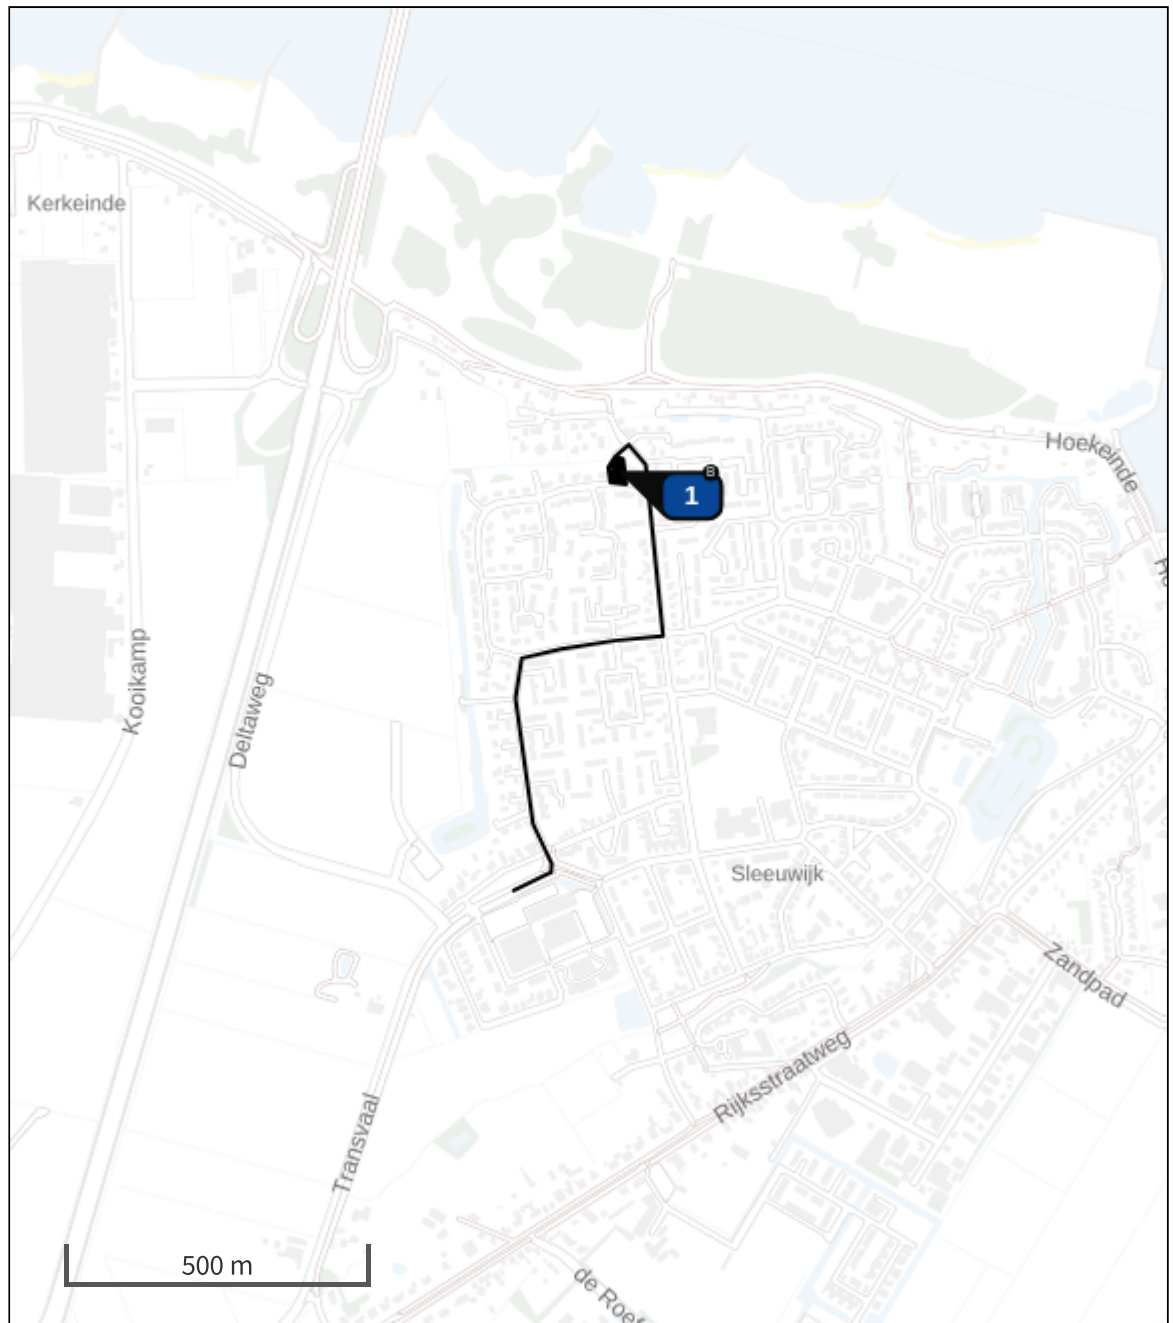 Kerkeinde
Hoekeinde
B
1
Kooikamp
Deltaweg
Sleeuwijk
Zandpad
Rijksstraatweg
Transvaal
500 m
de Roef